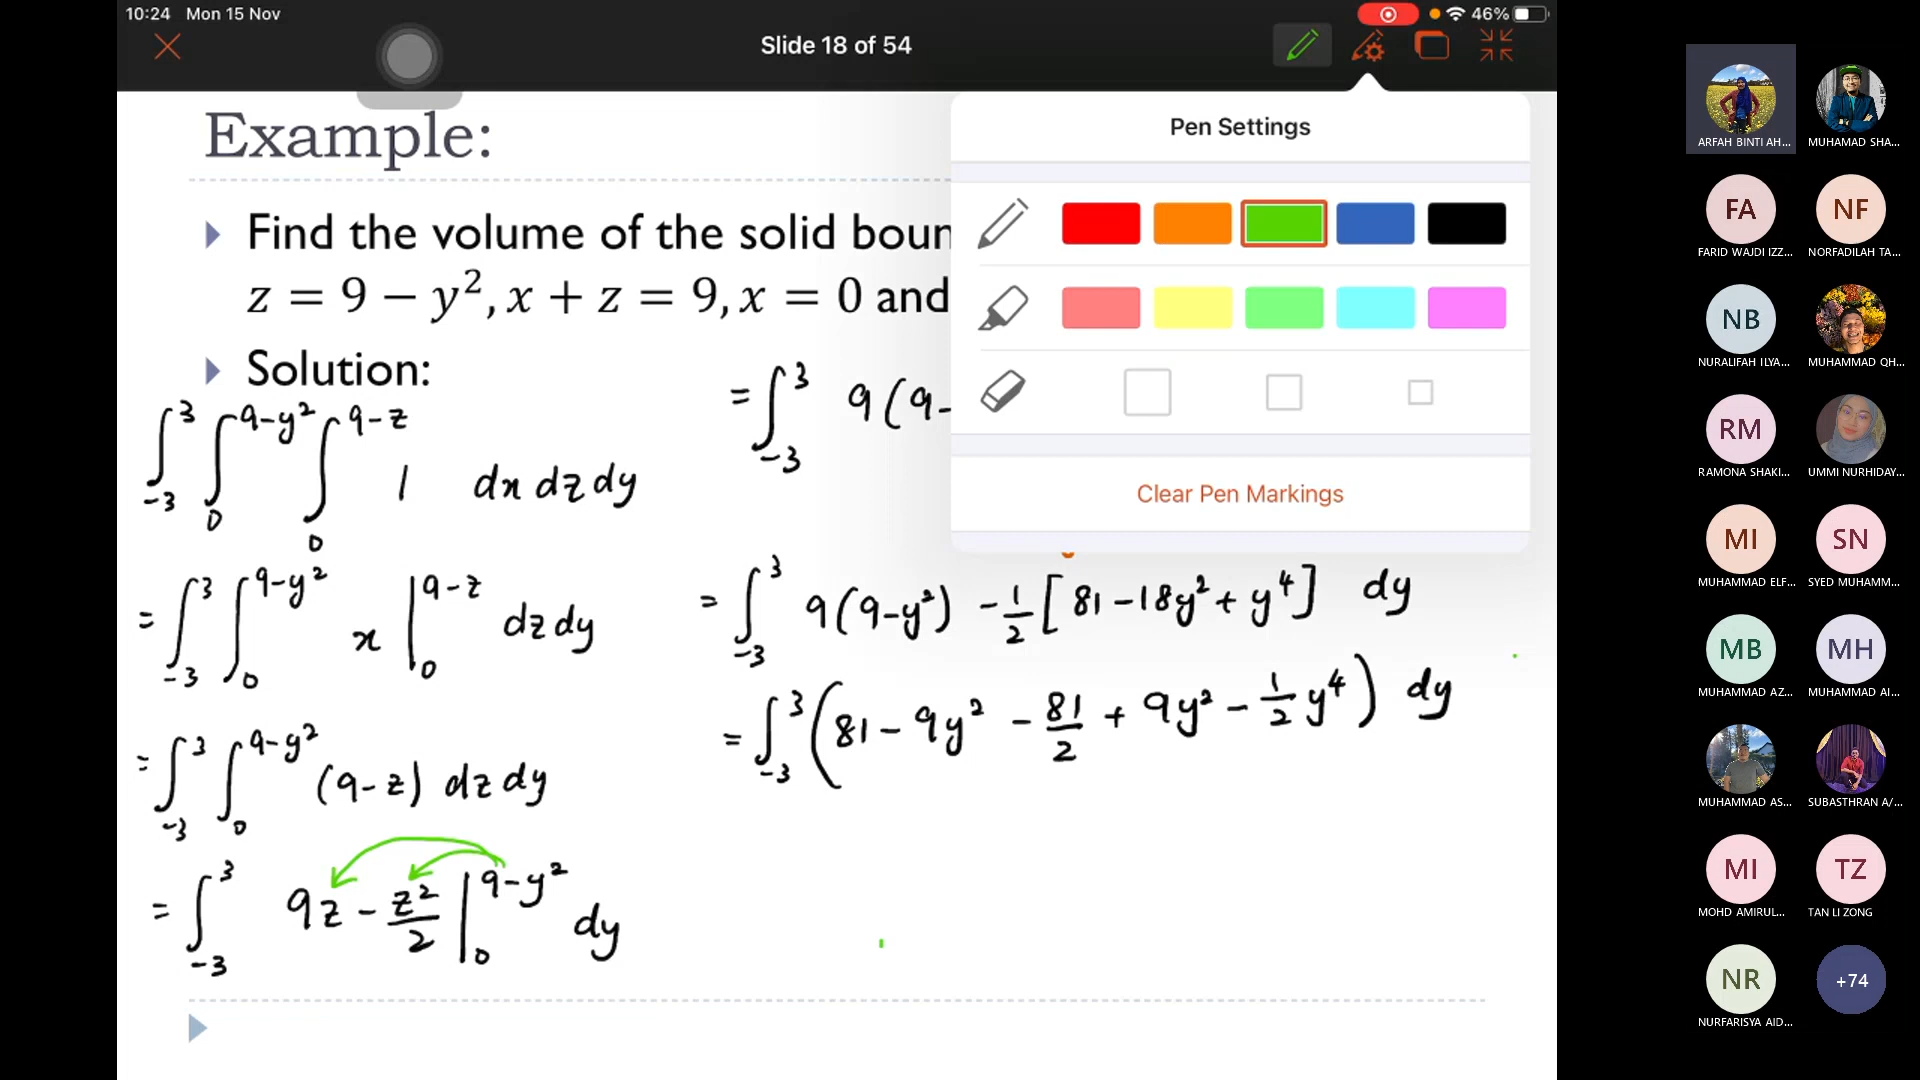 10:24 Mon 15 Nov
46%
Slide 18 of 54
Example:
Find the volume of the solid boun
z = 9 − y², x + z = 9, x = 0 and
Solution:
∫₋₃³ ∫₀^(9-y²) ∫₀^(9-z) 1 dx dz dy
= ∫₋₃³ ∫₀^(9-y²) x |₀^(9-z) dz dy
= ∫₋₃³ ∫₀^(9-y²) (9-z) dz dy
= ∫₋₃³ 9z - z²/2 |₀^(9-y²) dy
= ∫₋₃³ 9(9-
= ∫₋₃³ 9(9-y²) - 1/2 [81-18y²+y⁴] dy
= ∫₋₃³ (81 - 9y² - 81/2 + 9y² - 1/2 y⁴) dy
Pen Settings
Clear Pen Markings
ARFAH BINTI AH...
MUHAMAD SHA...
FA
NF
FARID WAJDI IZZ...
NORFADILAH TA...
NB
NURALIFAH ILYA...
MUHAMMAD QH...
RM
RAMONA SHAKI...
UMMI NURHIDAY...
MI
SN
MUHAMMAD ELF...
SYED MUHAMM...
MB
MH
MUHAMMAD AZ...
MUHAMMAD AI...
MUHAMMAD AS...
SUBASTHRAN A/...
MI
TZ
MOHD AMIRUL...
TAN LI ZONG
NR
+74
NURFARISYA AID...